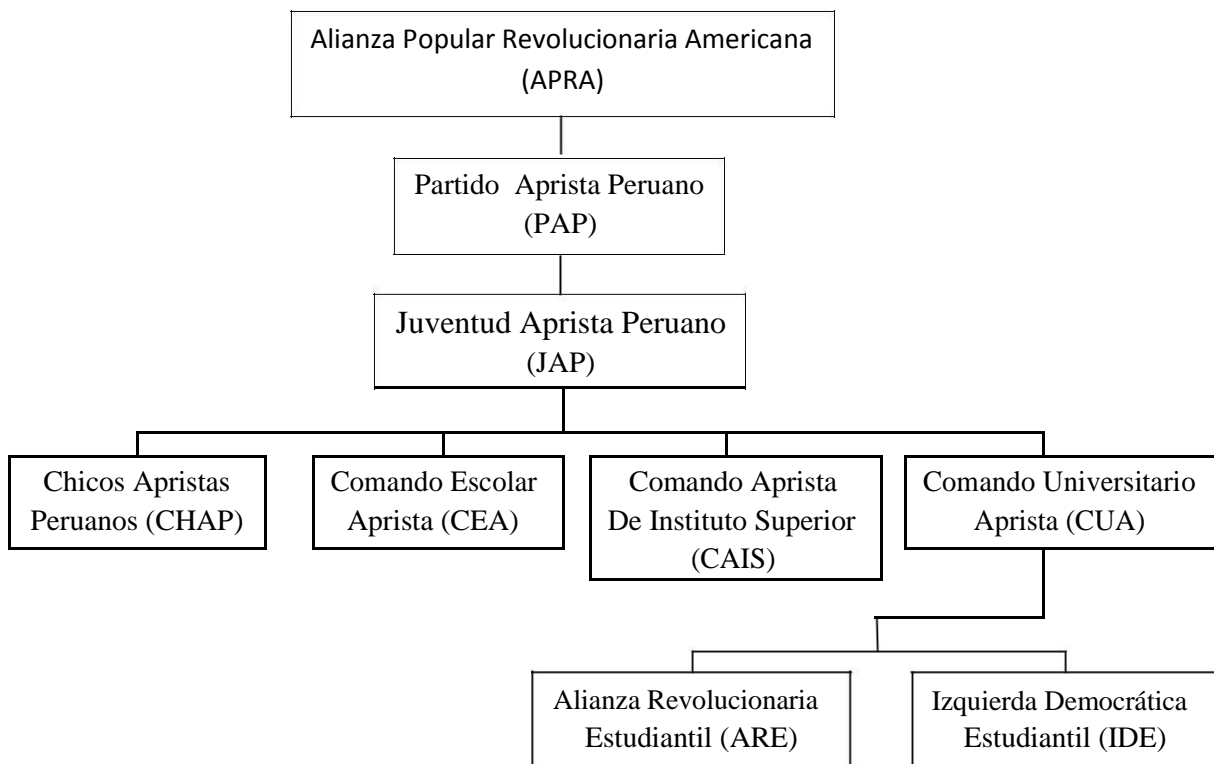 Alianza Popular Revolucionaria Americana
(APRA)
Partido Aprista Peruano
(PAP)
Juventud Aprista Peruano
(JAP)
Chicos Apristas
Peruanos (CHAP)
Comando Escolar
Aprista (CEA)
Comando Aprista
De Instituto Superior
(CAIS)
Comando Universitario
Aprista (CUA)
Alianza Revolucionaria
Estudiantil (ARE)
Izquierda Democrática
Estudiantil (IDE)